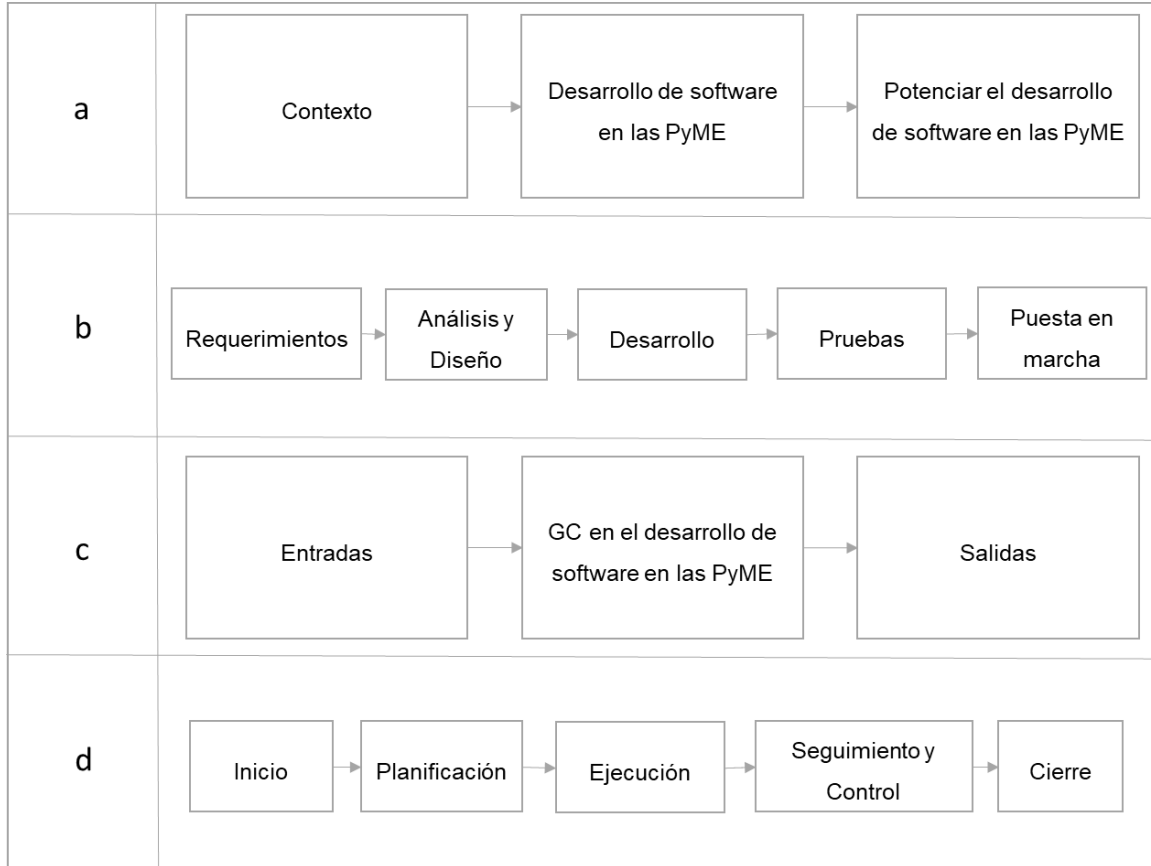 a
Contexto
Desarrollo de software
en las PyME
Potenciar el desarrollo
de software en las PyME
b
Requerimientos
Análisis y
Diseño
Desarrollo
Pruebas
Puesta en
marcha
c
Entradas
GC en el desarrollo de
software en las PyME
Salidas
d
Inicio
Planificación
Ejecución
Seguimiento y
Control
Cierre